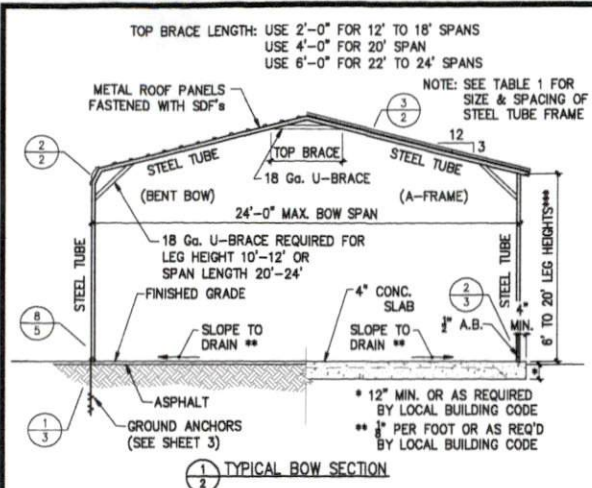 TOP BRACE LENGTH: USE 2'-0" FOR 12' TO 18' SPANS
USE 4'-0" FOR 20' SPAN
USE 6'-0" FOR 22' TO 24' SPANS
METAL ROOF PANELS
FASTENED WITH SDF's
NOTE: SEE TABLE 1 FOR
SIZE & SPACING OF
STEEL TUBE FRAME
3
2
12
3
2
2
STEEL TUBE
TOP BRACE
STEEL TUBE
18 Ga. U-BRACE
(BENT BOW)
(A-FRAME)
24'-0" MAX. BOW SPAN
STEEL TUBE
18 Ga. U-BRACE REQUIRED FOR
LEG HEIGHT 10'-12' OR
SPAN LENGTH 20'-24'
STEEL TUBE
6' TO 20' LEG HEIGHTS***
FINISHED GRADE
4" CONC.
SLAB
2
3
4"
MIN.
8
5
SLOPE TO
DRAIN **
SLOPE TO
DRAIN **
½" A.B.
*
ASPHALT
1
3
GROUND ANCHORS
(SEE SHEET 3)
* 12" MIN. OR AS REQUIRED
BY LOCAL BUILDING CODE
** ⅛" PER FOOT OR AS REQ'D
BY LOCAL BUILDING CODE
1
2
TYPICAL BOW SECTION